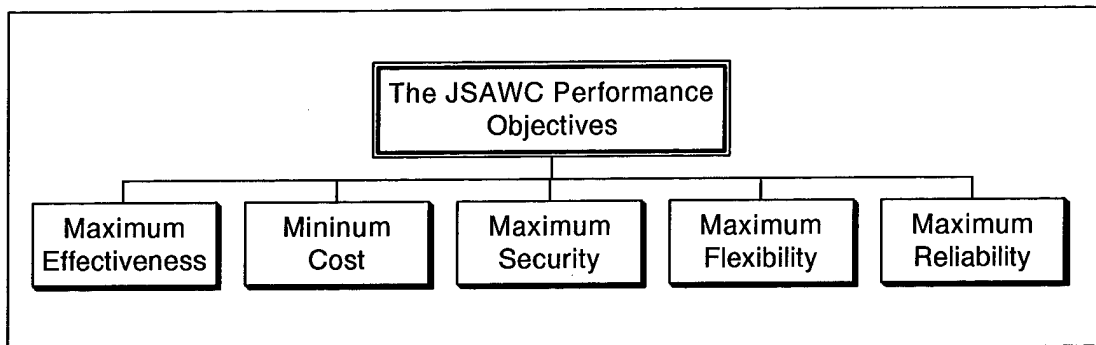 The JSAWC Performance
Objectives
Maximum
Effectiveness
Mininum
Cost
Maximum
Security
Maximum
Flexibility
Maximum
Reliability